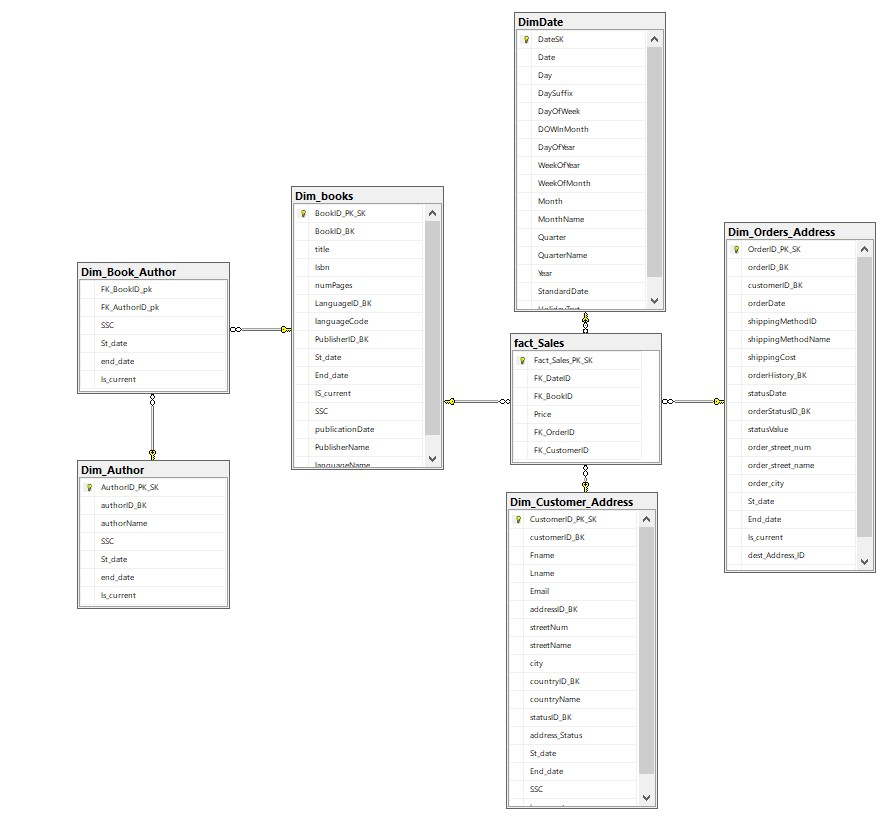 DimDate
DateSK
Date
Day
DaySuffix
DayOfWeek
DOWInMonth
DayOfYear
WeekOfYear
WeekOfMonth
Month
MonthName
Quarter
QuarterName
Year
StandardDate
HolidayText
Dim_books
BookID_PK_SK
BookID_BK
title
Isbn
numPages
LanguageID_BK
languageCode
PublisherID_BK
St_date
End_date
IS_current
SSC
publicationDate
PublisherName
languageName
Dim_Orders_Address
OrderID_PK_SK
orderID_BK
customerID_BK
orderDate
shippingMethodID
shippingMethodName
shippingCost
orderHistory_BK
statusDate
orderStatusID_BK
statusValue
order_street_num
order_street_name
order_city
St_date
End_date
Is_current
dest_Address_ID
Dim_Book_Author
FK_BookID_pk
FK_AuthorID_pk
SSC
St_date
end_date
Is_current
fact_Sales
Fact_Sales_PK_SK
FK_DateID
FK_BookID
Price
FK_OrderID
FK_CustomerID
Dim_Author
AuthorID_PK_SK
authorID_BK
authorName
SSC
St_date
end_date
Is_current
Dim_Customer_Address
CustomerID_PK_SK
customerID_BK
Fname
Lname
Email
addressID_BK
streetNum
streetName
city
countryID_BK
countryName
statusID_BK
address_Status
St_date
End_date
SSC